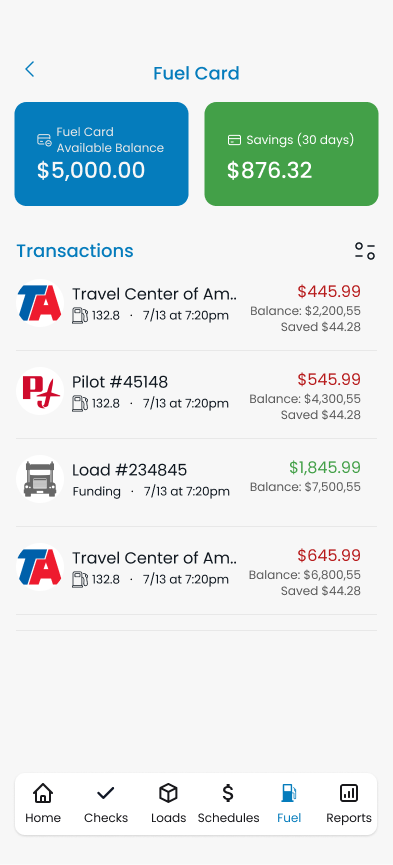 Fuel Card
Fuel Card
Available Balance
$5,000.00
Savings (30 days)
$876.32
Transactions
TA
Travel Center of Am..
132.8 · 7/13 at 7:20pm
$445.99
Balance: $2,200,55
Saved $44.28
PJ
Pilot #45148
132.8 · 7/13 at 7:20pm
$545.99
Balance: $4,300,55
Saved $44.28
Load #234845
Funding · 7/13 at 7:20pm
$1,845.99
Balance: $7,500,55
TA
Travel Center of Am..
132.8 · 7/13 at 7:20pm
$645.99
Balance: $6,800,55
Saved $44.28
Home
Checks
Loads
Schedules
Fuel
Reports